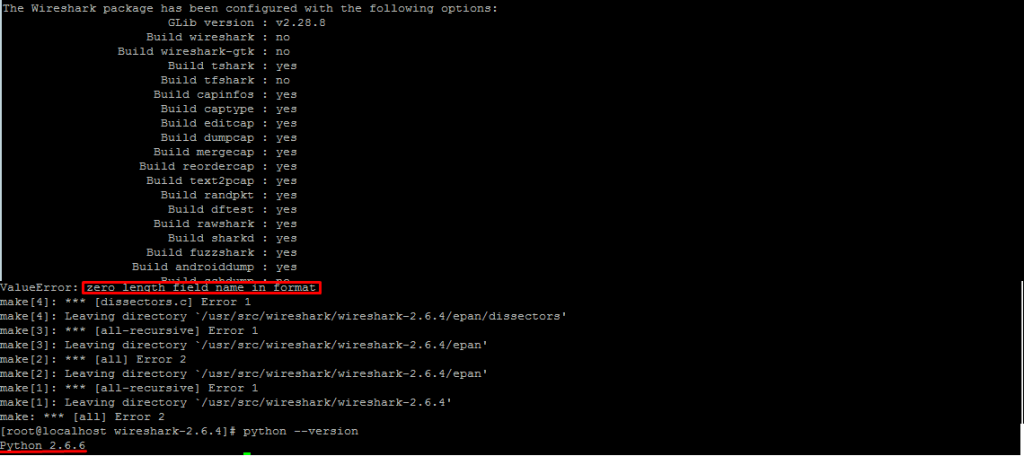 The Wireshark package has been configured with the following options:
GLib version : v2.28.8
Build wireshark : no
Build wireshark-gtk : no
Build tshark : yes
Build tfshark : no
Build capinfos : yes
Build captype : yes
Build editcap : yes
Build dumpcap : yes
Build mergecap : yes
Build reordercap : yes
Build text2pcap : yes
Build randpkt : yes
Build dftest : yes
Build rawshark : yes
Build sharkd : yes
Build fuzzshark : yes
Build androiddump : yes
ValueError: zero length field name in format
make[4]: *** [dissectors.c] Error 1
make[4]: Leaving directory `/usr/src/wireshark/wireshark-2.6.4/epan/dissectors'
make[3]: *** [all-recursive] Error 1
make[3]: Leaving directory `/usr/src/wireshark/wireshark-2.6.4/epan'
make[2]: *** [all] Error 2
make[2]: Leaving directory `/usr/src/wireshark/wireshark-2.6.4/epan'
make[1]: *** [all-recursive] Error 1
make[1]: Leaving directory `/usr/src/wireshark/wireshark-2.6.4'
make: *** [all] Error 2
[root@localhost wireshark-2.6.4]# python --version
Python 2.6.6